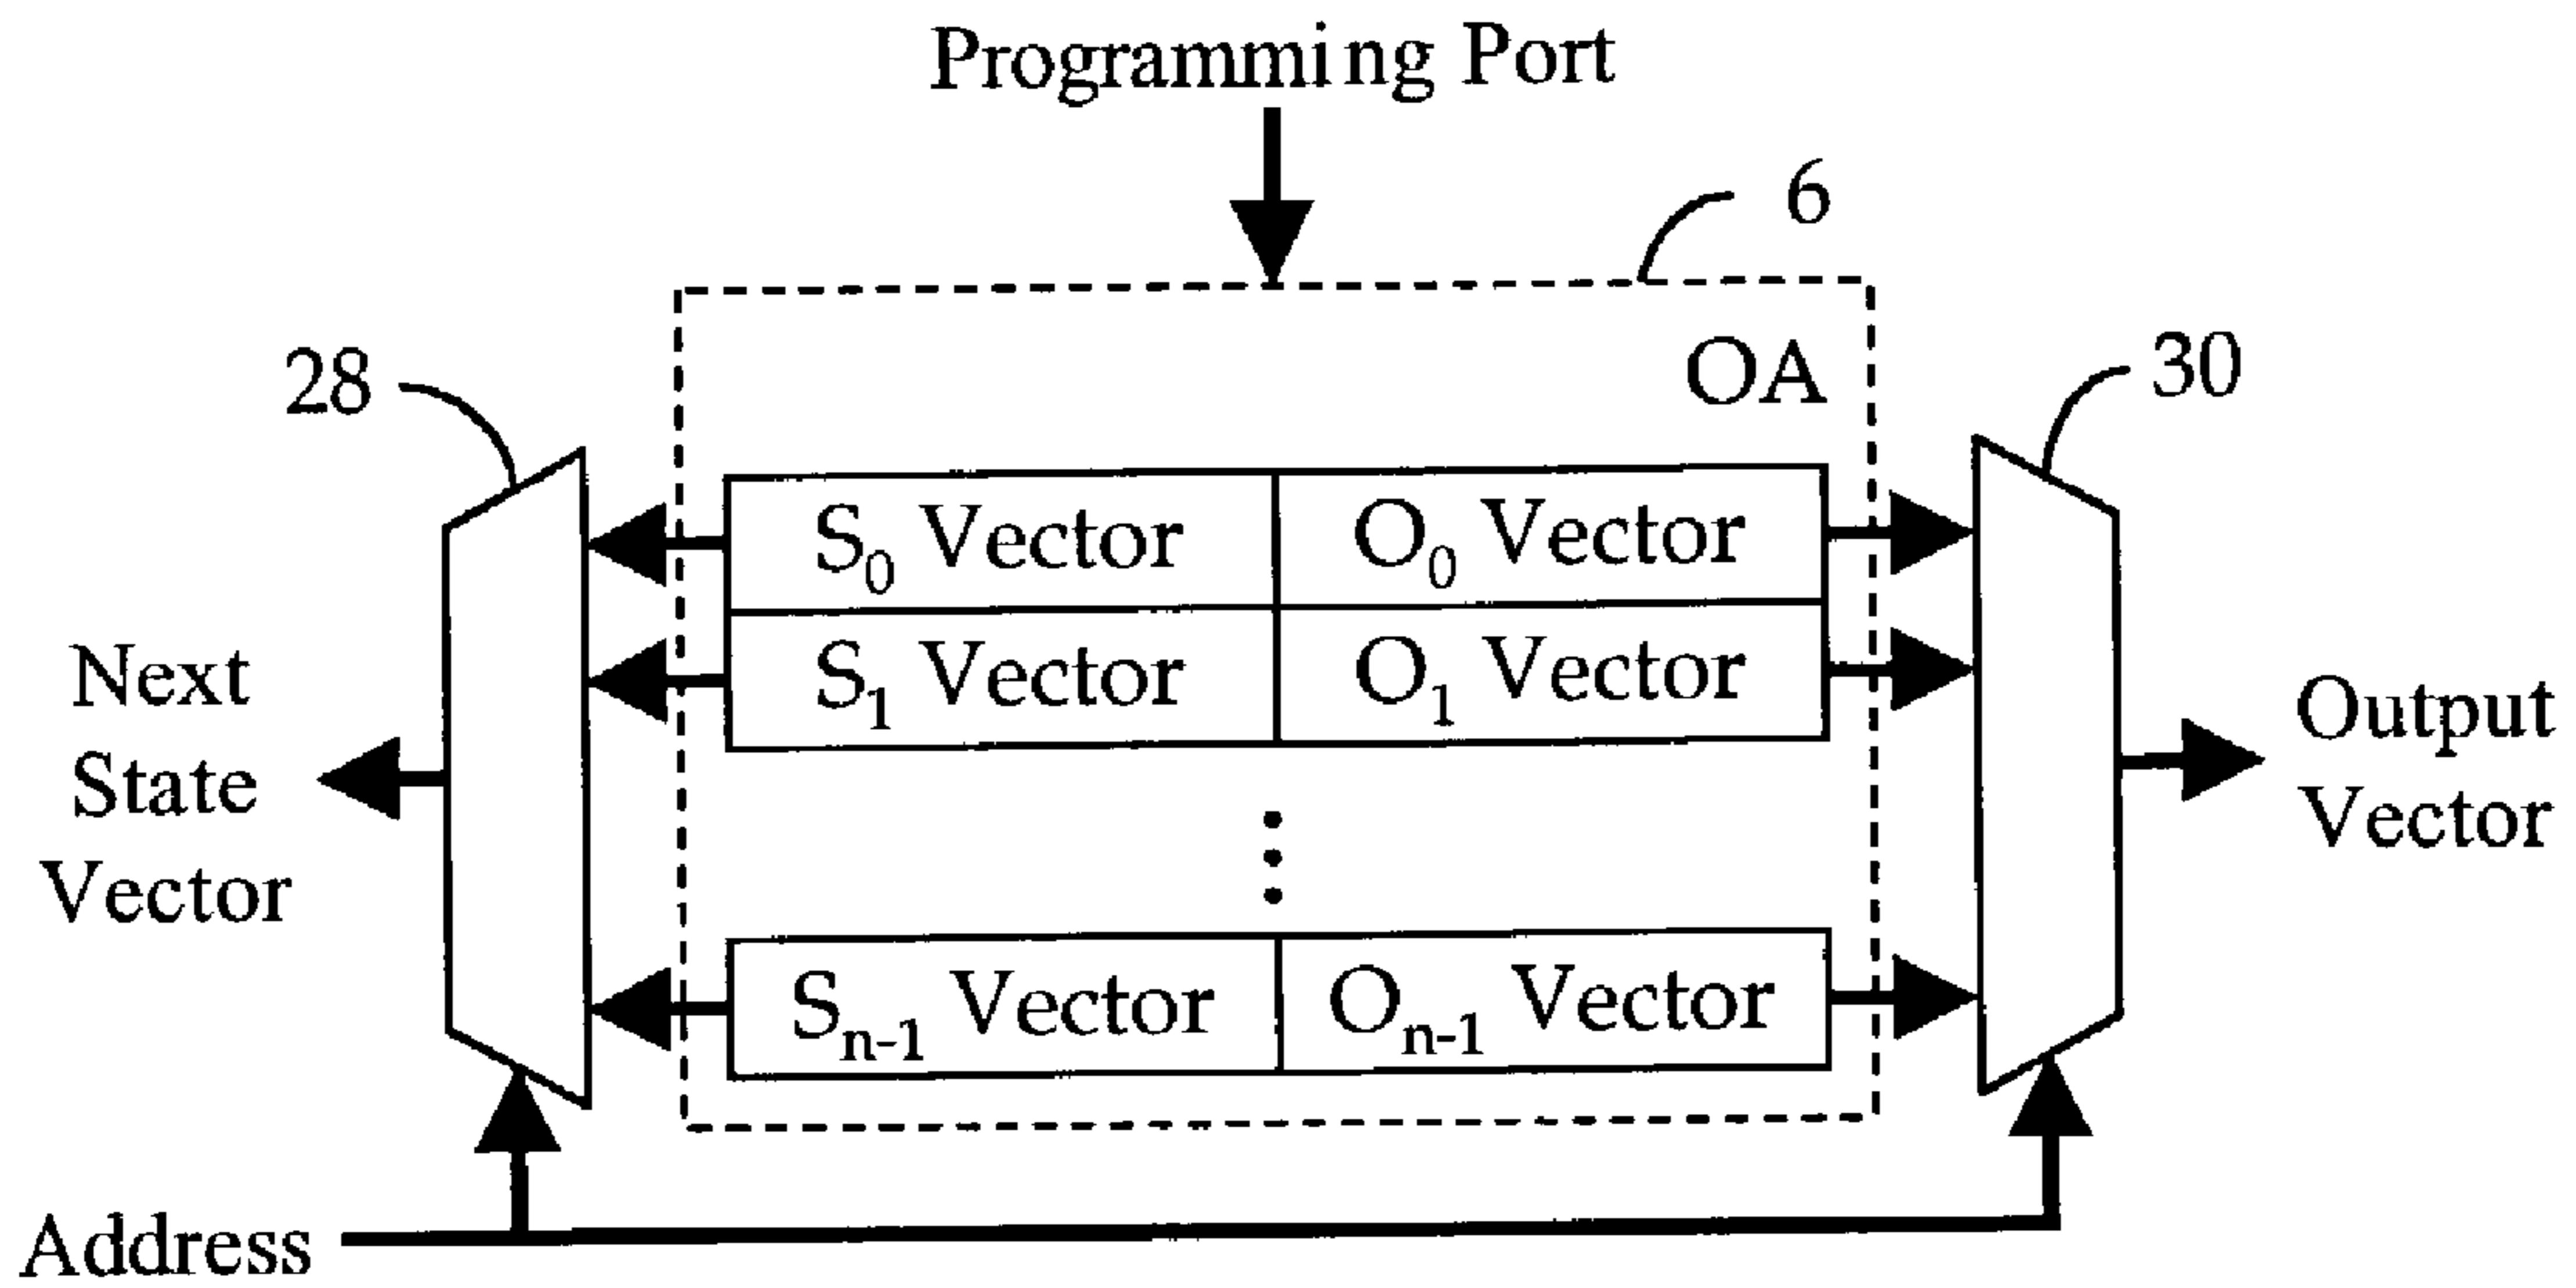 Programming Port
6
28
OA
30
S₀ Vector
O₀ Vector
S₁ Vector
O₁ Vector
Next
State
Vector
Output
Vector
Sₙ₋₁ Vector
Oₙ₋₁ Vector
Address